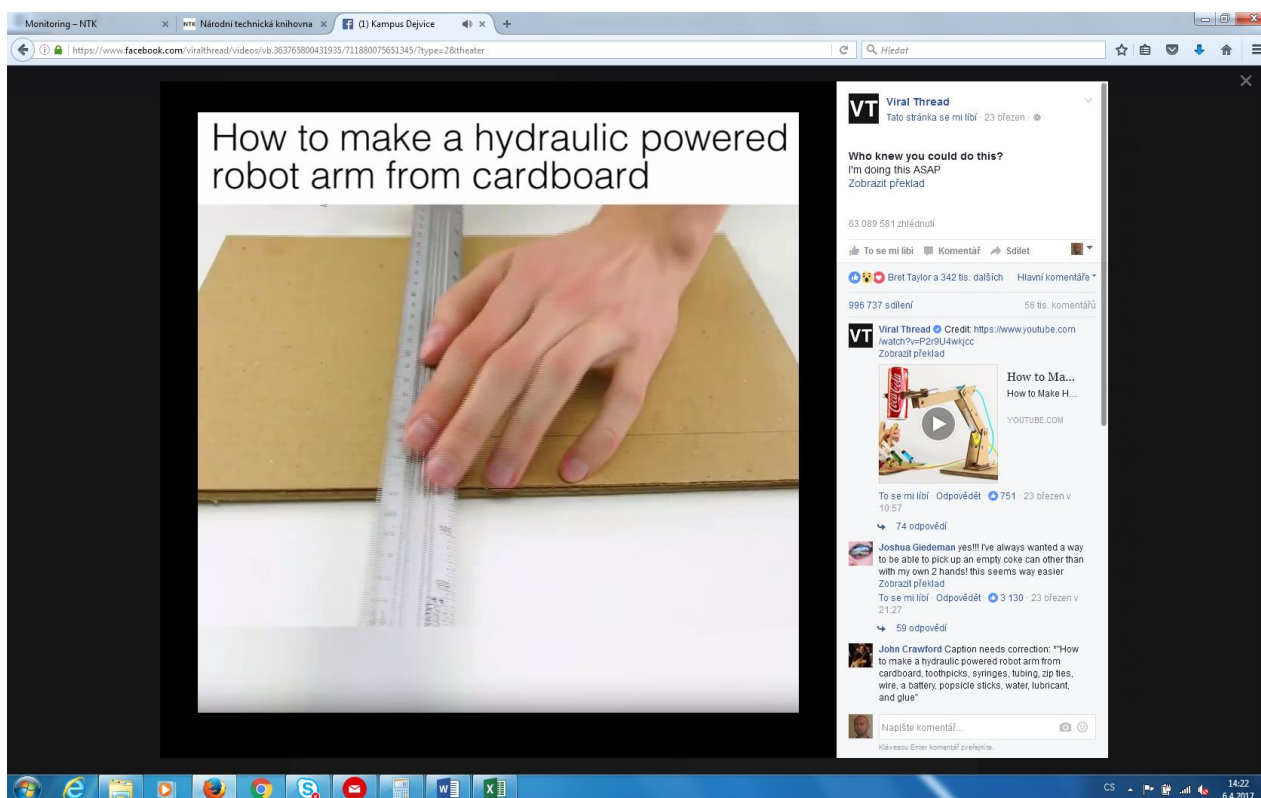 Monitoring – NTK
NTK Národní technická knihovna
(1) Kampus Dejvice
https://www.facebook.com/viralthread/videos/vb.363765800431935/711880075651345/?type=2&theater
Hledat
How to make a hydraulic powered
robot arm from cardboard
VT
Viral Thread
Tato stránka se mi líbí · 23 březen ·
Who knew you could do this?
I'm doing this ASAP
Zobrazit překlad
63 089 581 zhlédnutí
To se mi líbí Komentář Sdílet
Bret Taylor a 342 tis. dalších Hlavní komentáře
996 737 sdílení 56 tis. komentářů
VT
Viral Thread Credit: https://www.youtube.com
/watch?v=P2r9U4wkjcc
Zobrazit překlad
Coca-Cola
How to Ma...
How to Make H...
YOUTUBE.COM
To se mi líbí · Odpovědět · 751 · 23 březen v
10:57
74 odpovědí
Joshua Giedeman yes!!! I've always wanted a way
to be able to pick up an empty coke can other than
with my own 2 hands! this seems way easier
Zobrazit překlad
To se mi líbí · Odpovědět · 3 130 · 23 březen v
21:27
59 odpovědí
John Crawford Caption needs correction: *"How
to make a hydraulic powered robot arm from
cardboard, toothpicks, syringes, tubing, zip ties,
wire, a battery, popsicle sticks, water, lubricant,
and glue"
Napište komentář...
Klávesou Enter komentář zveřejníte.
CS
14:22
6.4.2017